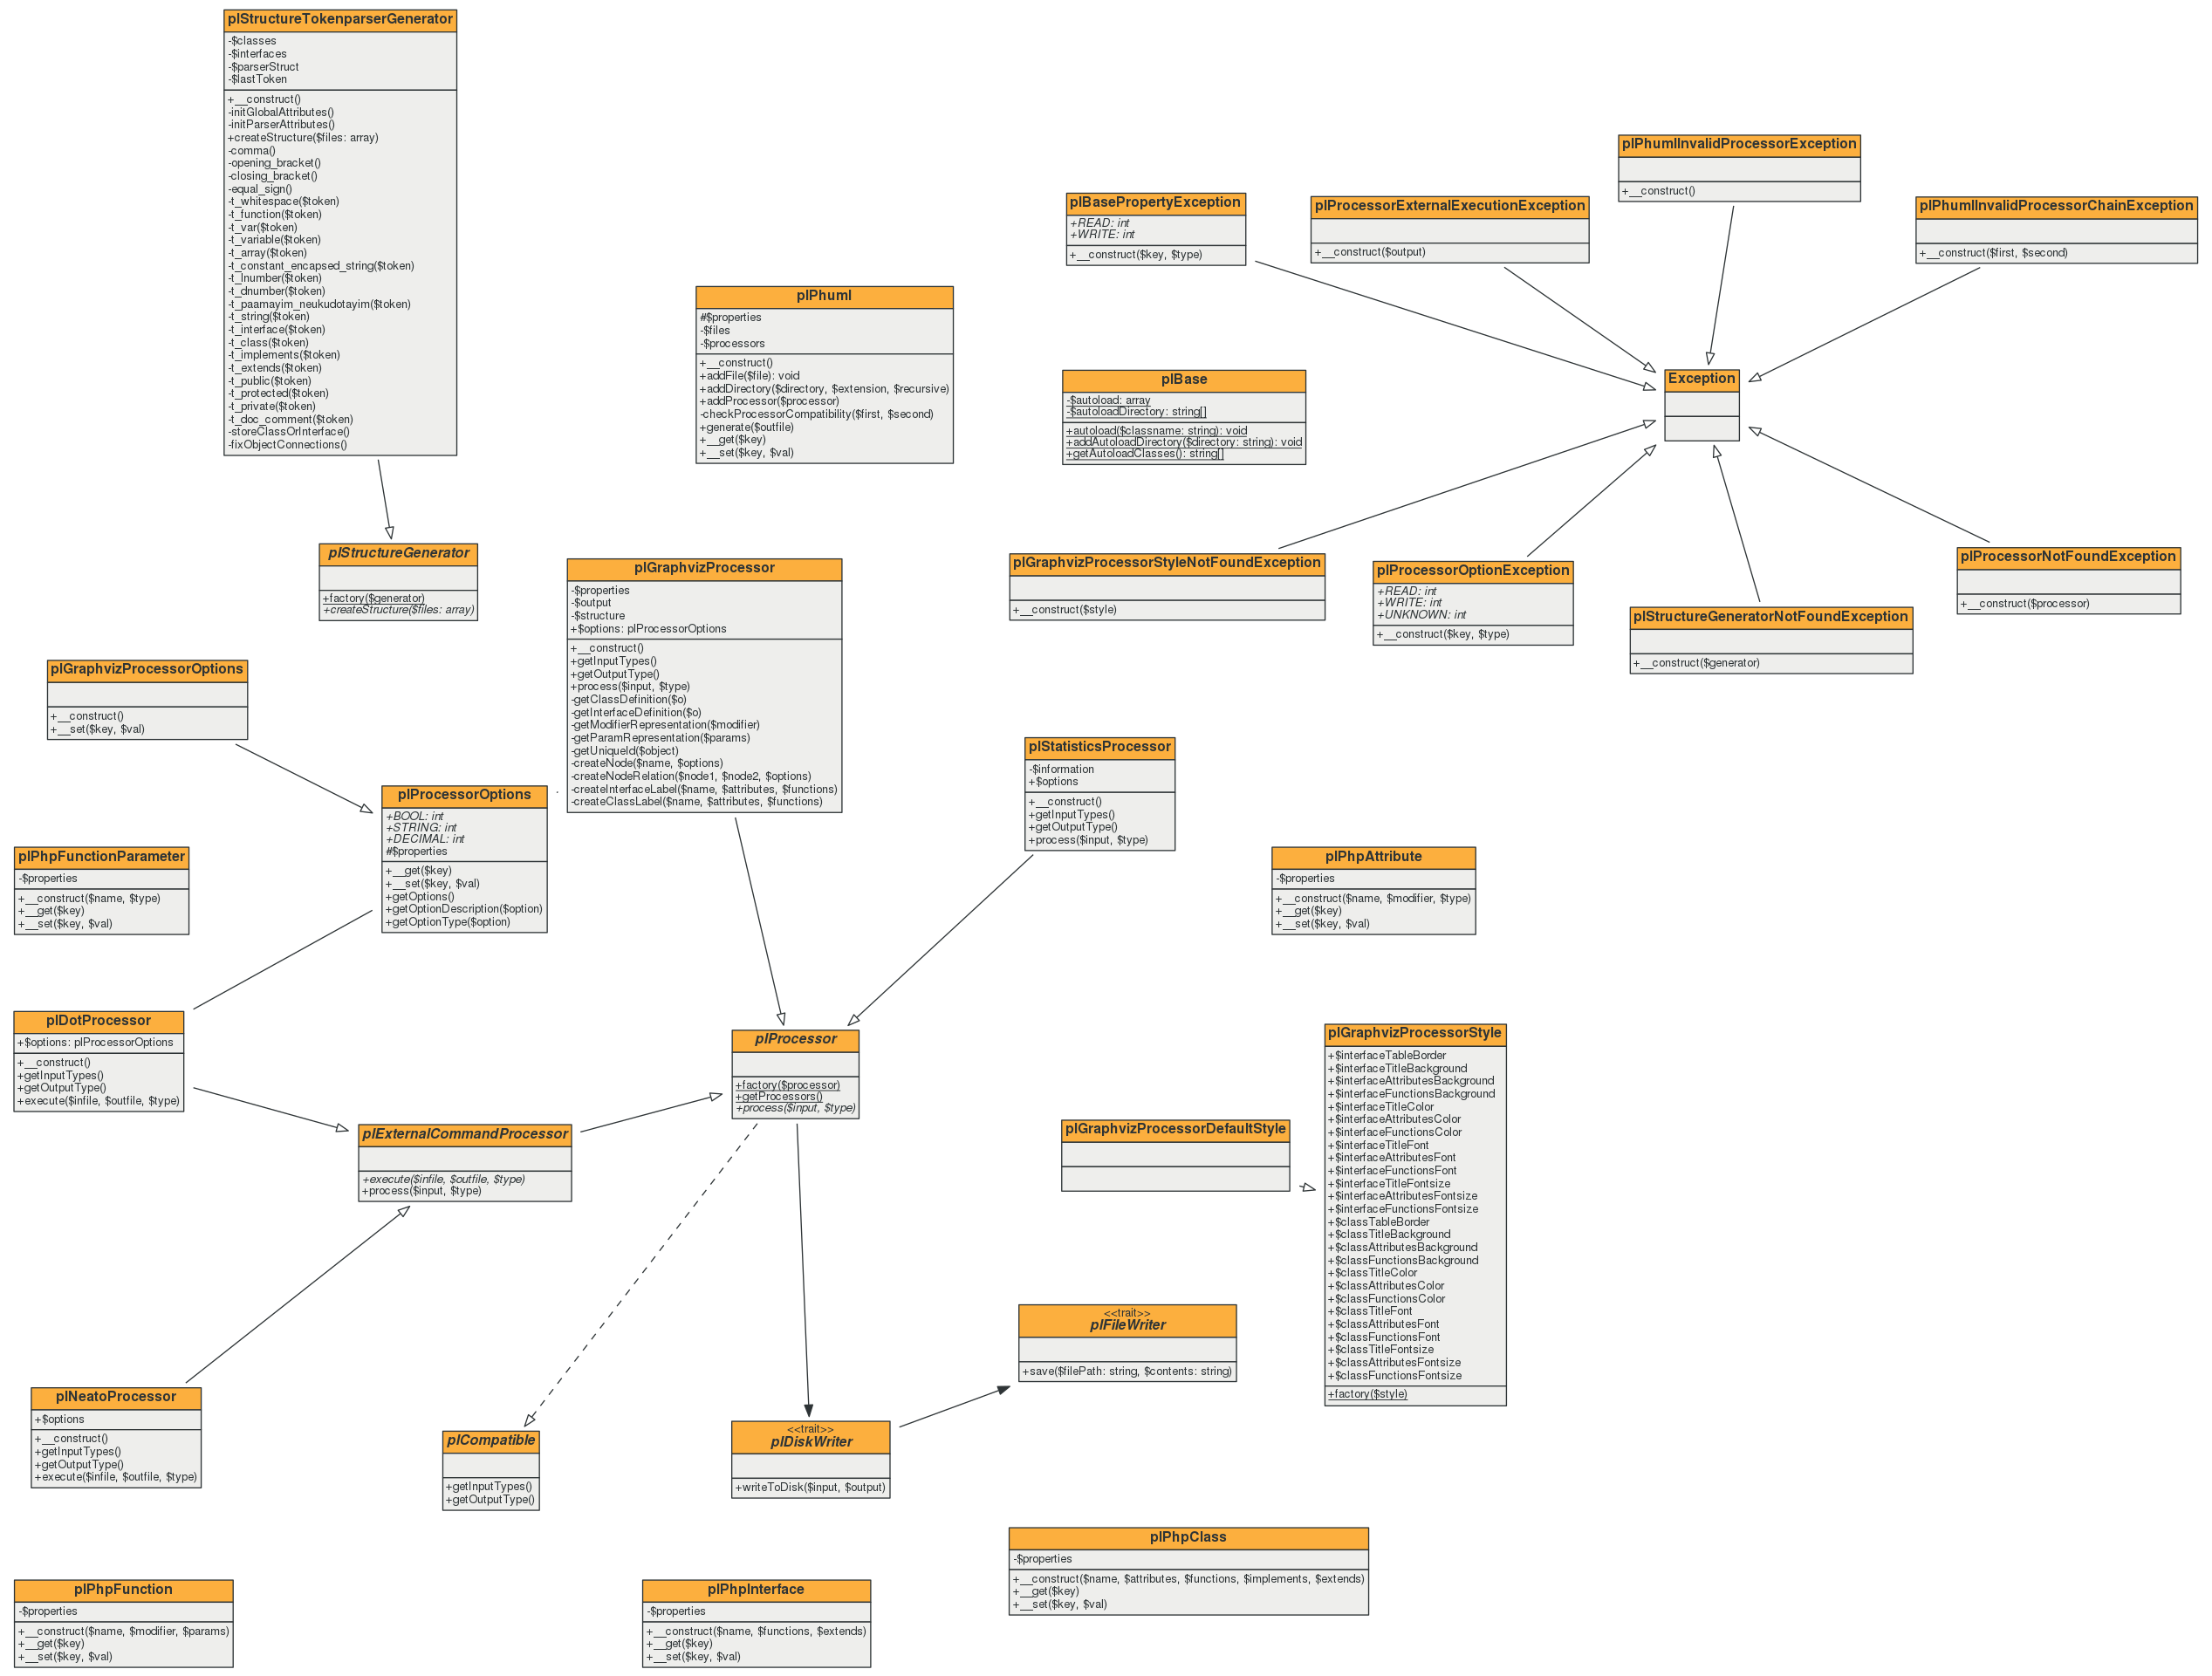 plStructureTokenparserGenerator
-$classes
-$interfaces
-$parserStruct
-$lastToken
+__construct()
-initGlobalAttributes()
-initParserAttributes()
+createStructure($files: array)
-comma()
-opening_bracket()
-closing_bracket()
-equal_sign()
-t_whitespace($token)
-t_function($token)
-t_var($token)
-t_variable($token)
-t_array($token)
-t_constant_encapsed_string($token)
-t_lnumber($token)
-t_dnumber($token)
-t_paamayim_neukudotayim($token)
-t_string($token)
-t_interface($token)
-t_class($token)
-t_implements($token)
-t_extends($token)
-t_public($token)
-t_protected($token)
-t_private($token)
-t_doc_comment($token)
-storeClassOrInterface()
-fixObjectConnections()
plPhumlInvalidProcessorException
+__construct()
plBasePropertyException
+READ: int
+WRITE: int
+__construct($key, $type)
plProcessorExternalExecutionException
+__construct($output)
plPhumlInvalidProcessorChainException
+__construct($first, $second)
plPhuml
#$properties
-$files
-$processors
+__construct()
+addFile($file): void
+addDirectory($directory, $extension, $recursive)
+addProcessor($processor)
-checkProcessorCompatibility($first, $second)
+generate($outfile)
+__get($key)
+__set($key, $val)
plBase
-$autoload: array
-$autoloadDirectory: string[]
+autoload($classname: string): void
+addAutoloadDirectory($directory: string): void
+getAutoloadClasses(): string[]
Exception
plStructureGenerator
+factory($generator)
+createStructure($files: array)
plGraphvizProcessor
-$properties
-$output
-$structure
+$options: plProcessorOptions
+__construct()
+getInputTypes()
+getOutputType()
+process($input, $type)
-getClassDefinition($o)
-getInterfaceDefinition($o)
-getModifierRepresentation($modifier)
-getParamRepresentation($params)
-getUniqueId($object)
-createNode($name, $options)
-createNodeRelation($node1, $node2, $options)
-createInterfaceLabel($name, $attributes, $functions)
-createClassLabel($name, $attributes, $functions)
plGraphvizProcessorStyleNotFoundException
+__construct($style)
plProcessorOptionException
+READ: int
+WRITE: int
+UNKNOWN: int
+__construct($key, $type)
plStructureGeneratorNotFoundException
+__construct($generator)
plProcessorNotFoundException
+__construct($processor)
plGraphvizProcessorOptions
+__construct()
+__set($key, $val)
plProcessorOptions
+BOOL: int
+STRING: int
+DECIMAL: int
#$properties
+__get($key)
+__set($key, $val)
+getOptions()
+getOptionDescription($option)
+getOptionType($option)
plStatisticsProcessor
-$information
+$options
+__construct()
+getInputTypes()
+getOutputType()
+process($input, $type)
plPhpFunctionParameter
-$properties
+__construct($name, $type)
+__get($key)
+__set($key, $val)
plPhpAttribute
-$properties
+__construct($name, $modifier, $type)
+__get($key)
+__set($key, $val)
plDotProcessor
+$options: plProcessorOptions
+__construct()
+getInputTypes()
+getOutputType()
+execute($infile, $outfile, $type)
plProcessor
+factory($processor)
+getProcessors()
+process($input, $type)
plExternalCommandProcessor
+execute($infile, $outfile, $type)
+process($input, $type)
plGraphvizProcessorDefaultStyle
plGraphvizProcessorStyle
+$interfaceTableBorder
+$interfaceTitleBackground
+$interfaceAttributesBackground
+$interfaceFunctionsBackground
+$interfaceTitleColor
+$interfaceAttributesColor
+$interfaceFunctionsColor
+$interfaceTitleFont
+$interfaceAttributesFont
+$interfaceFunctionsFont
+$interfaceTitleFontsize
+$interfaceAttributesFontsize
+$interfaceFunctionsFontsize
+$classTableBorder
+$classTitleBackground
+$classAttributesBackground
+$classFunctionsBackground
+$classTitleColor
+$classAttributesColor
+$classFunctionsColor
+$classTitleFont
+$classAttributesFont
+$classFunctionsFont
+$classTitleFontsize
+$classAttributesFontsize
+$classFunctionsFontsize
+factory($style)
<<trait>>
plFileWriter
+save($filePath: string, $contents: string)
plNeatoProcessor
+$options
+__construct()
+getInputTypes()
+getOutputType()
+execute($infile, $outfile, $type)
plCompatible
+getInputTypes()
+getOutputType()
<<trait>>
plDiskWriter
+writeToDisk($input, $output)
plPhpClass
-$properties
+__construct($name, $attributes, $functions, $implements, $extends)
+__get($key)
+__set($key, $val)
plPhpFunction
-$properties
+__construct($name, $modifier, $params)
+__get($key)
+__set($key, $val)
plPhpInterface
-$properties
+__construct($name, $functions, $extends)
+__get($key)
+__set($key, $val)